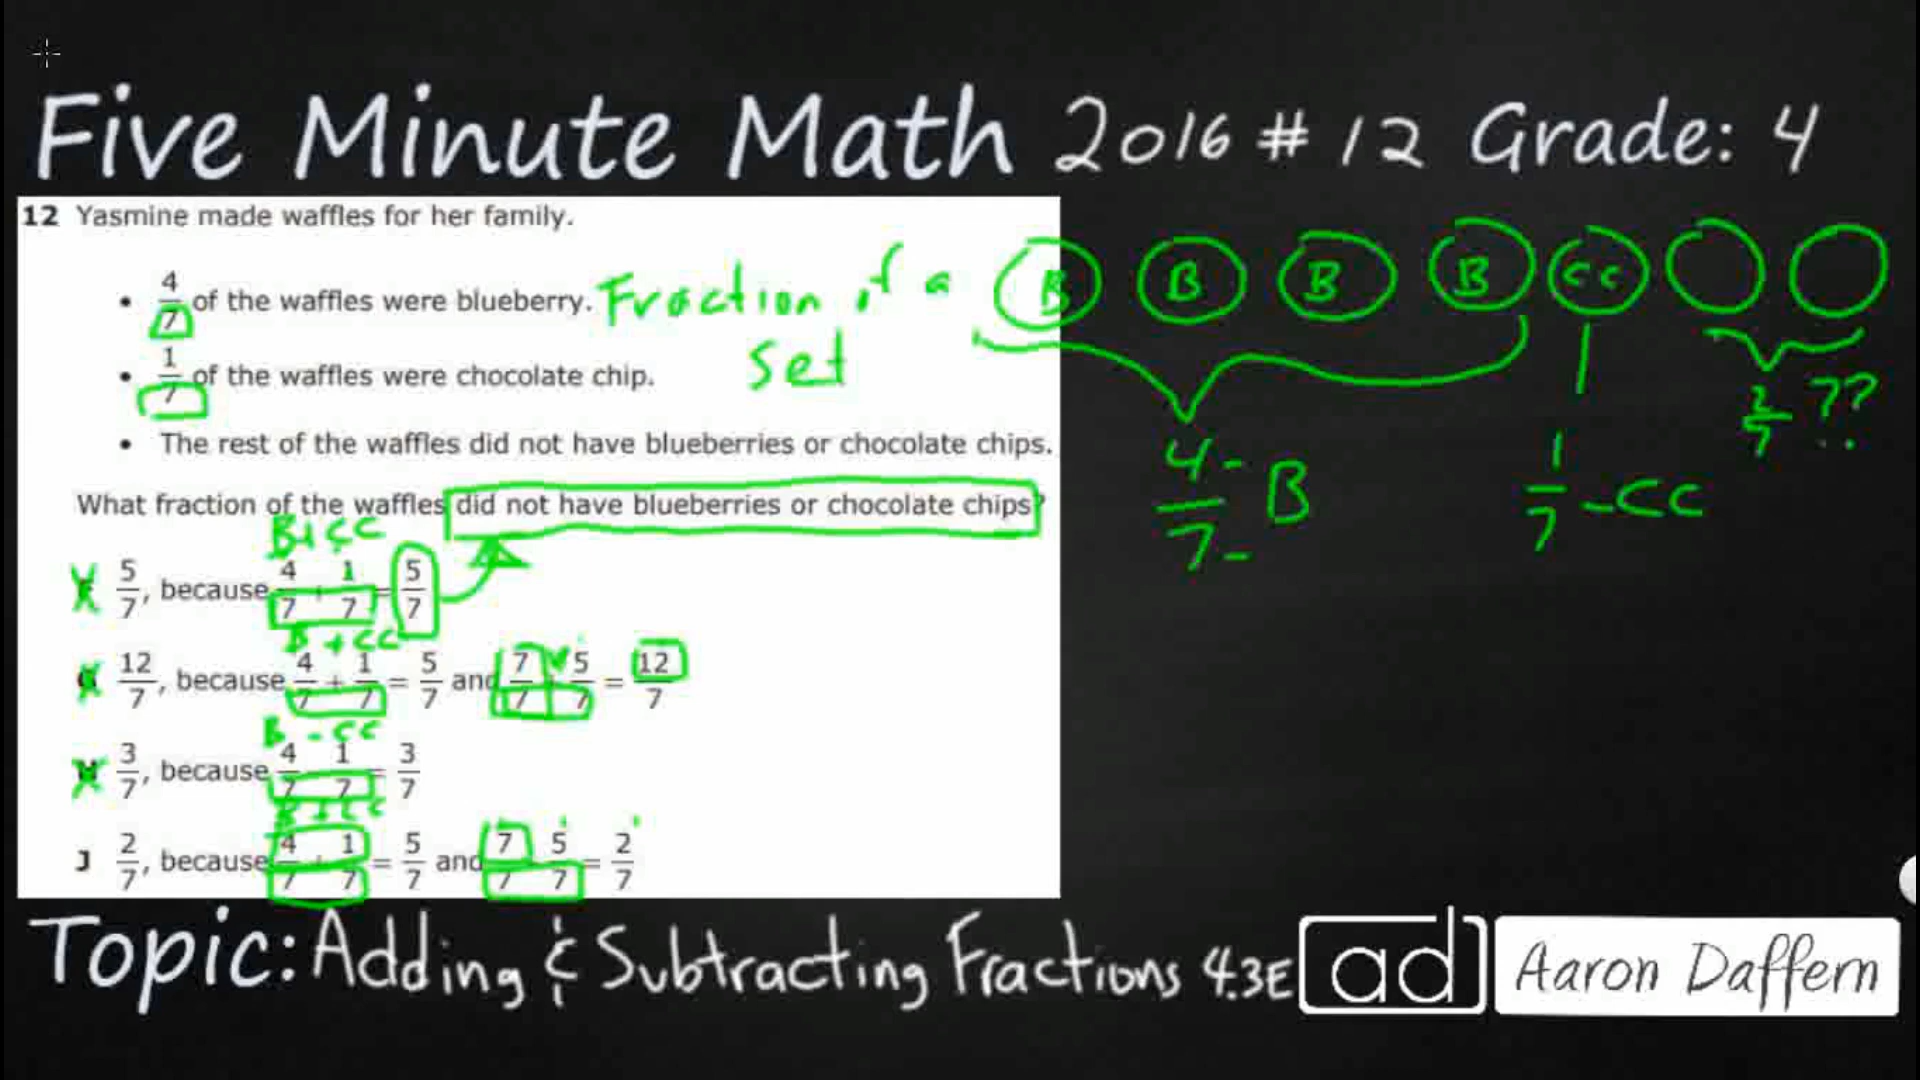 Five Minute Math 2016 # 12 Grade: 4
12 Yasmine made waffles for her family.
• 4/7 of the waffles were blueberry.
Fraction of a set
B B B B CC
• 1/7 of the waffles were chocolate chip.
• The rest of the waffles did not have blueberries or chocolate chips.
4/7 - B
1/7 - CC
2/7 ??
What fraction of the waffles did not have blueberries or chocolate chips?
B+CC
5/7, because 4/7 + 1/7 = 5/7
B + CC
12/7, because 4/7 + 1/7 = 5/7 and 7/7 + 5/7 = 12/7
B - CC
H 3/7, because 4/7 - 1/7 = 3/7
B + CC
J 2/7, because 4/7 + 1/7 = 5/7 and 7/7 - 5/7 = 2/7
Topic: Adding & Subtracting Fractions 4.3E ad Aaron Daffern